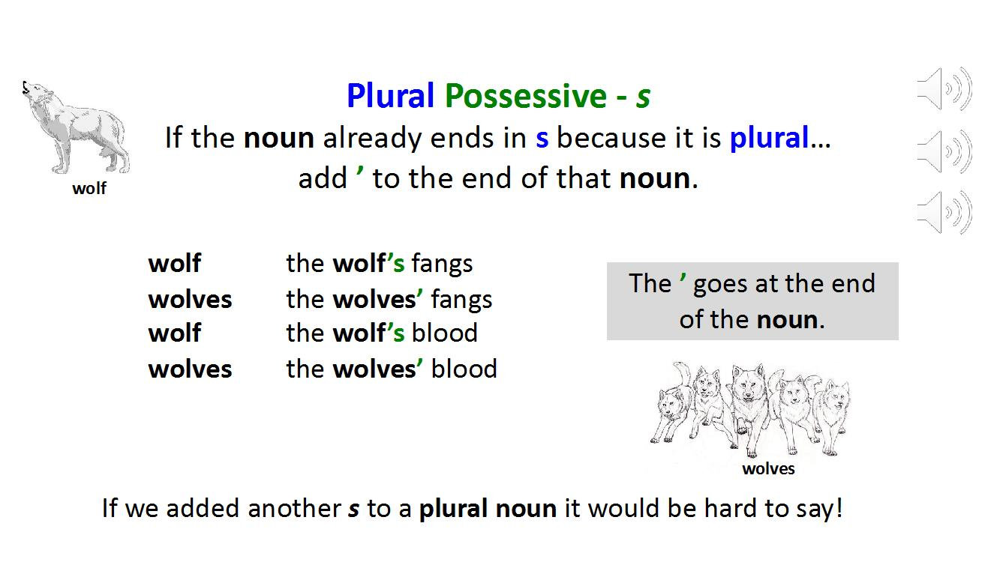 Plural Possessive - s
If the noun already ends in s because it is plural…
add ’ to the end of that noun.
wolf
wolf the wolf’s fangs
wolves the wolves’ fangs
wolf the wolf’s blood
wolves the wolves’ blood
The ’ goes at the end
of the noun.
wolves
If we added another s to a plural noun it would be hard to say!